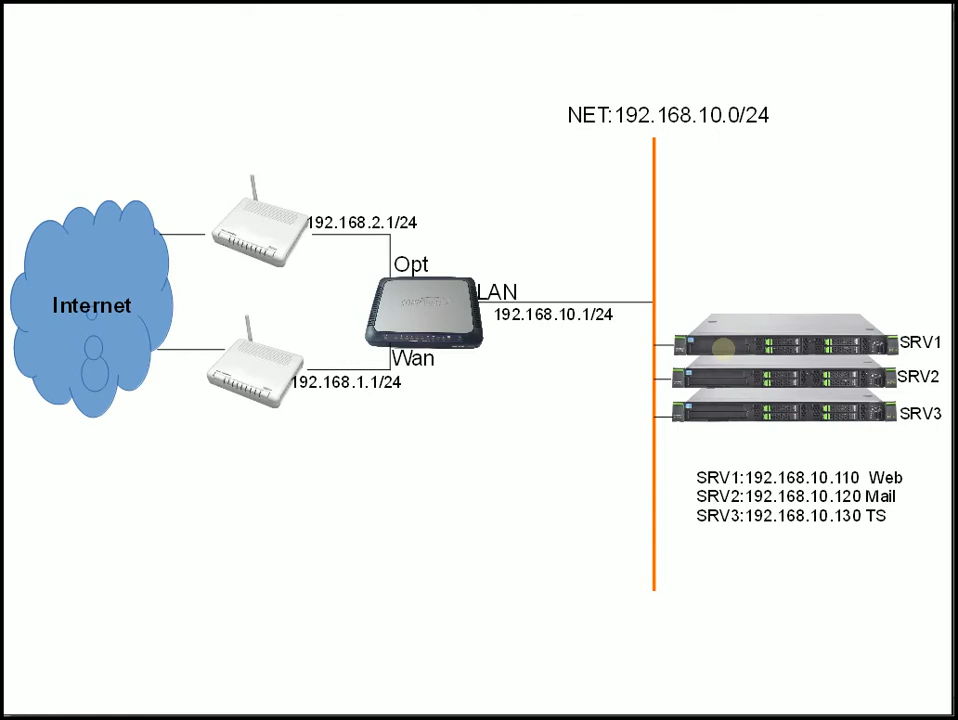 NET:192.168.10.0/24
192.168.2.1/24
Opt
Internet
LAN
192.168.10.1/24
Wan
192.168.1.1/24
SRV1
SRV2
SRV3
SRV1:192.168.10.110 Web
SRV2:192.168.10.120 Mail
SRV3:192.168.10.130 TS